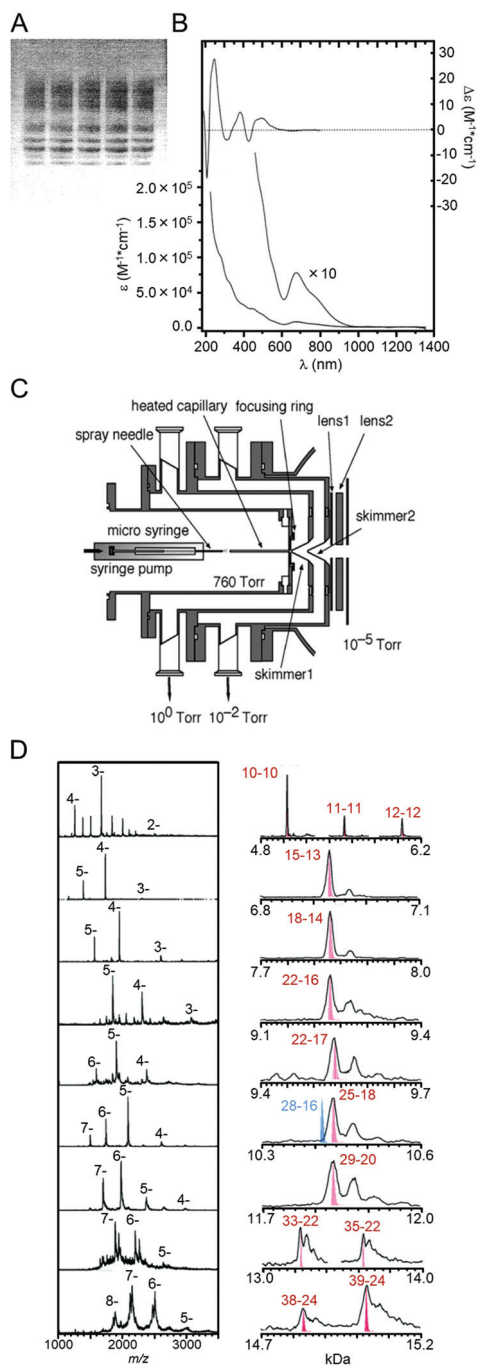 A
B
30
20
10
0
-10
-20
-30
Δε (M⁻¹*cm⁻¹)
2.0 × 10⁵
1.5 × 10⁵
1.0 × 10⁵
5.0 × 10⁴
0.0
ε (M⁻¹*cm⁻¹)
× 10
200 400 600 800 1000 1200 1400
λ (nm)
C
heated capillary focusing ring lens1 lens2
spray needle
micro syringe
syringe pump
760 Torr
skimmer2
skimmer1
10⁻⁵ Torr
10⁰ Torr 10⁻² Torr
D
4- 3- 2-
5- 4- 3-
5- 4- 3-
5- 4- 3-
6- 5- 4-
7- 6- 5- 4-
7- 6- 5- 4-
7- 6- 5-
8- 7- 6- 5-
1000 2000 3000
m/z
10-10 11-11 12-12
4.8 6.2
15-13
6.8 7.1
18-14
7.7 8.0
22-16
9.1 9.4
22-17
9.4 9.7
28-16 25-18
10.3 10.6
29-20
11.7 12.0
33-22 35-22
13.0 14.0
38-24 39-24
14.7 15.2
kDa